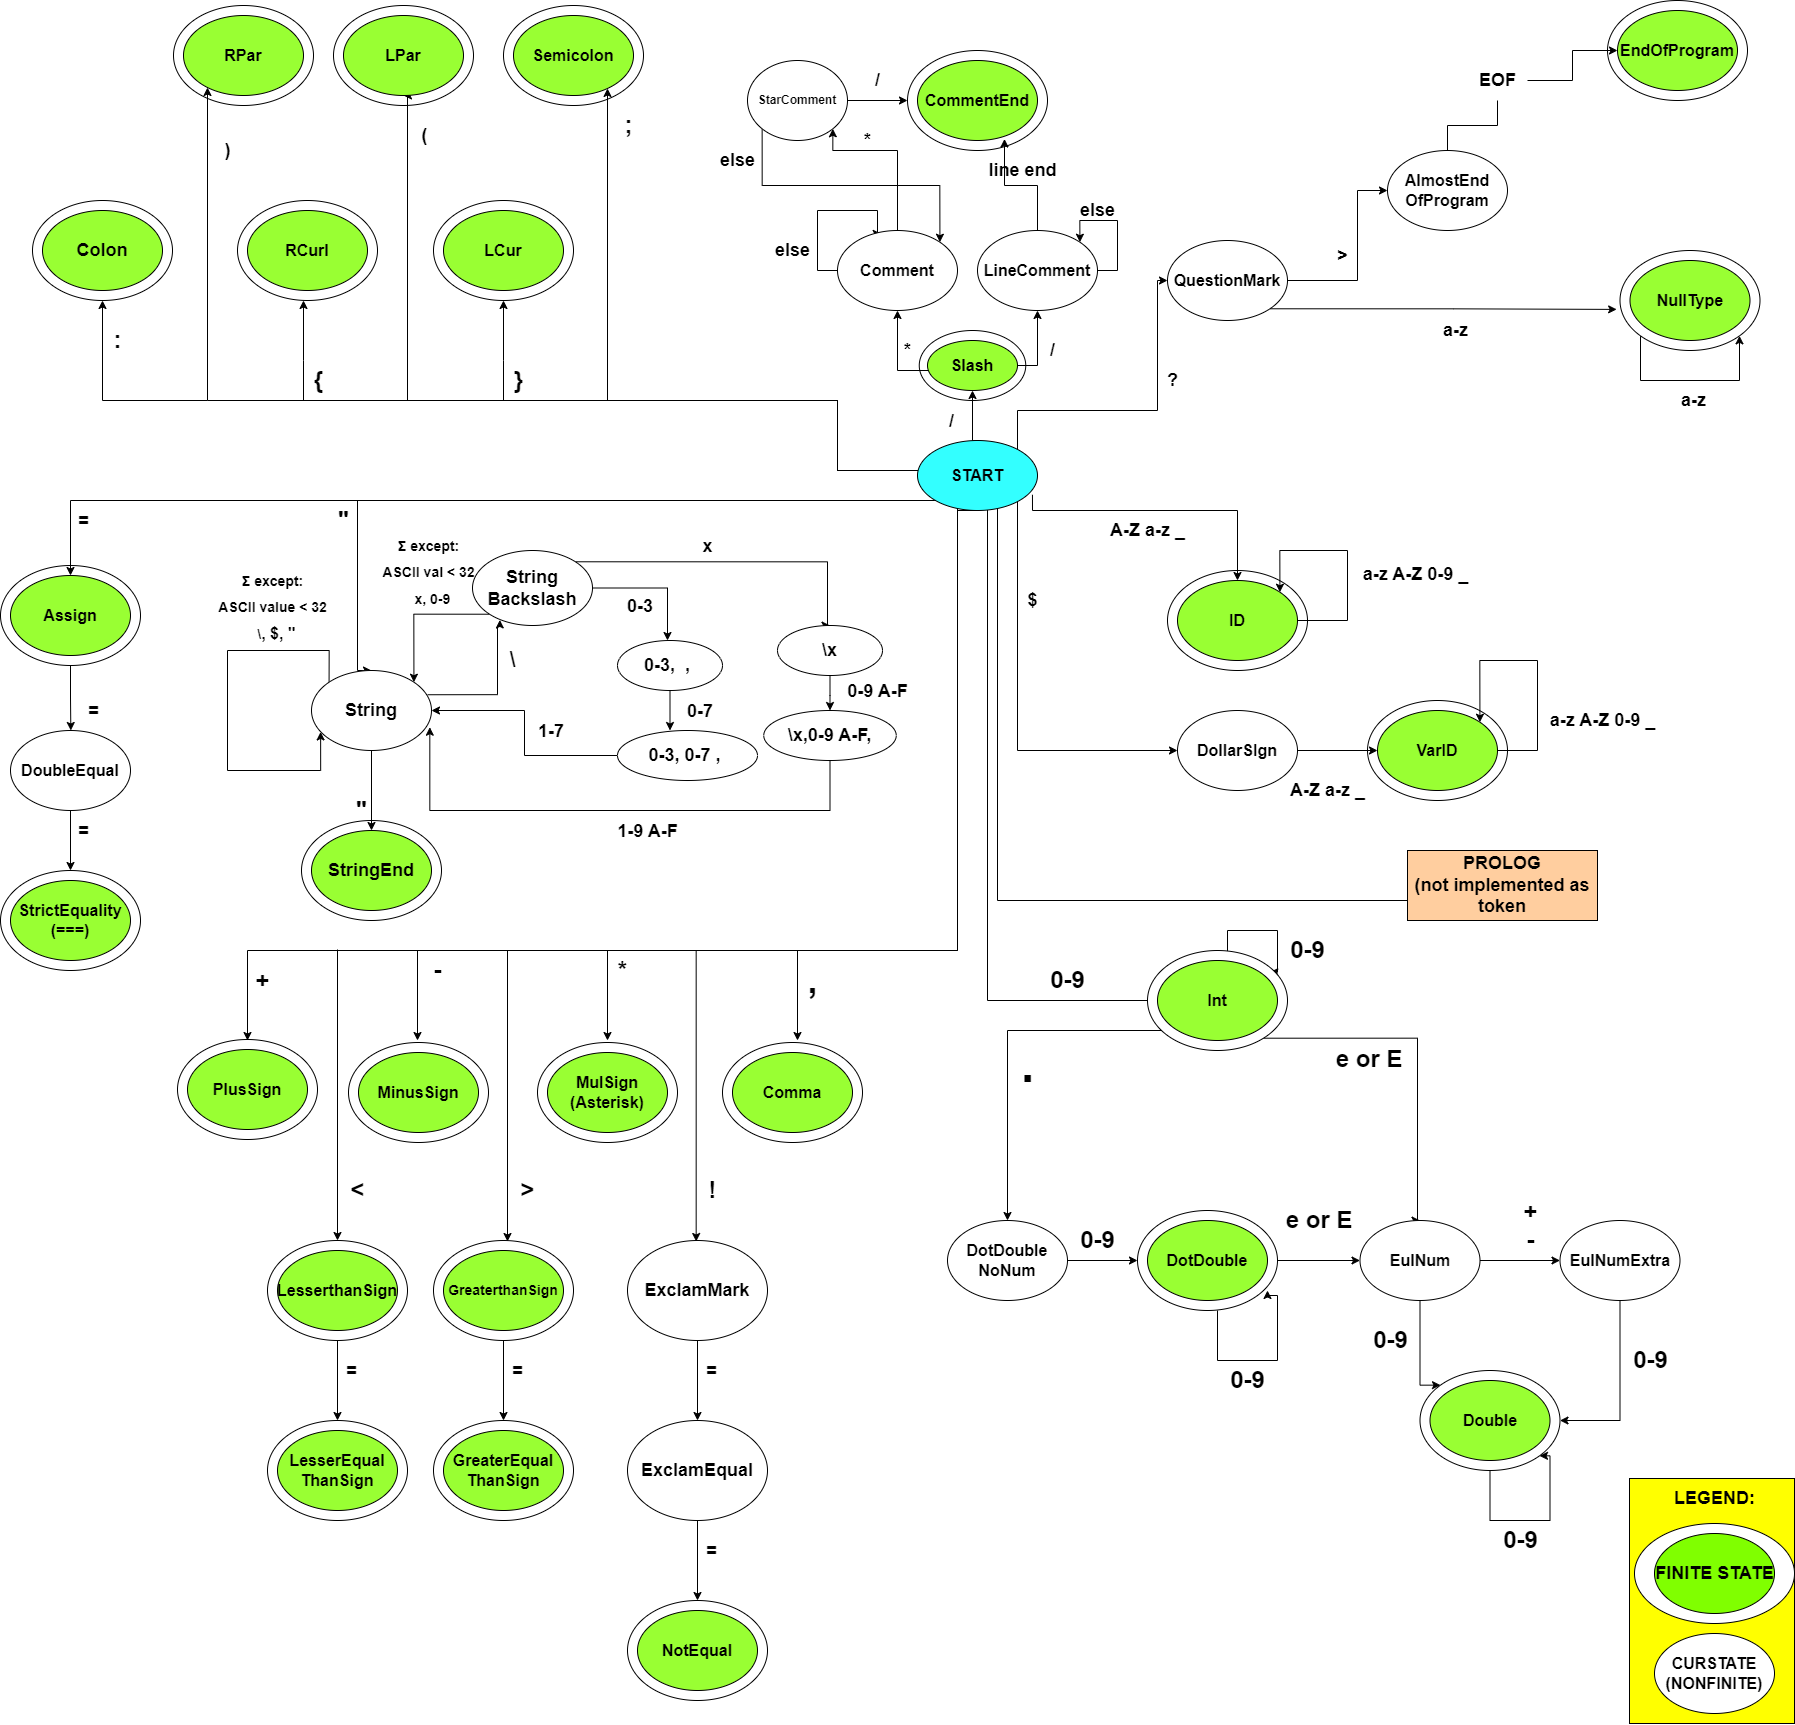 RPar
LPar
Semicolon
)
(
;
Colon
RCurl
LCur
:
{
}
StarComment
/
CommentEnd
*
else
line end
else
else
Comment
LineComment
*
/
Slash
/
START
EOF
EndOfProgram
AlmostEnd
OfProgram
>
QuestionMark
NullType
a-z
a-z
?
=
"
Σ except:
ASCII val < 32
x, 0-9
String
Backslash
x
0-3
Σ except:
ASCII value < 32
\, $, "
\
0-3, ,
\x
0-9 A-F
0-7
1-7
0-3, 0-7 ,
\x,0-9 A-F,
1-9 A-F
String
"
StringEnd
Assign
=
DoubleEqual
=
StrictEquality
(===)
A-Z a-z _
a-z A-Z 0-9 _
ID
$
DollarSIgn
A-Z a-z _
VarID
a-z A-Z 0-9 _
PROLOG
(not implemented as
token
+
-
*
,
PlusSign
MinusSign
MulSign
(Asterisk)
Comma
<
>
!
LesserthanSign
GreaterthanSign
ExclamMark
=
=
=
LesserEqual
ThanSign
GreaterEqual
ThanSign
ExclamEqual
=
NotEqual
0-9
0-9
Int
.
e or E
DotDouble
NoNum
0-9
DotDouble
e or E
EulNum
+
-
EulNumExtra
0-9
0-9
0-9
Double
0-9
LEGEND:
FINITE STATE
CURSTATE
(NONFINITE)